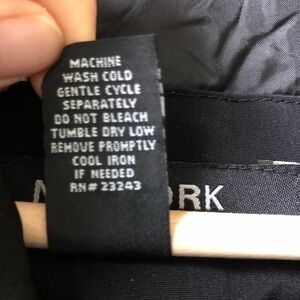 MACHINE
WASH COLD
GENTLE CYCLE
SEPARATELY
DO NOT BLEACH
TUMBLE DRY LOW
REMOVE PROMPTLY
COOL IRON
IF NEEDED
RN# 23243